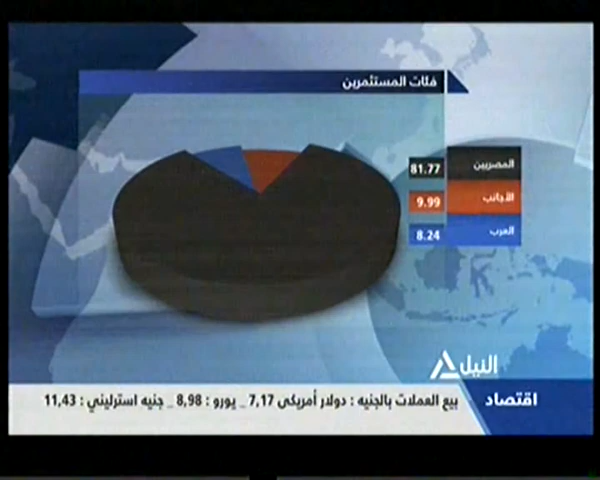 فئات المستثمرين
المصريين 81.77
الأجانب 9.99
العرب 8.24
النيل
اقتصاد
بيع العملات بالجنيه : دولار أمريكى 7,17 _ يورو : 8,98 _ جنيه استرليني : 11,43